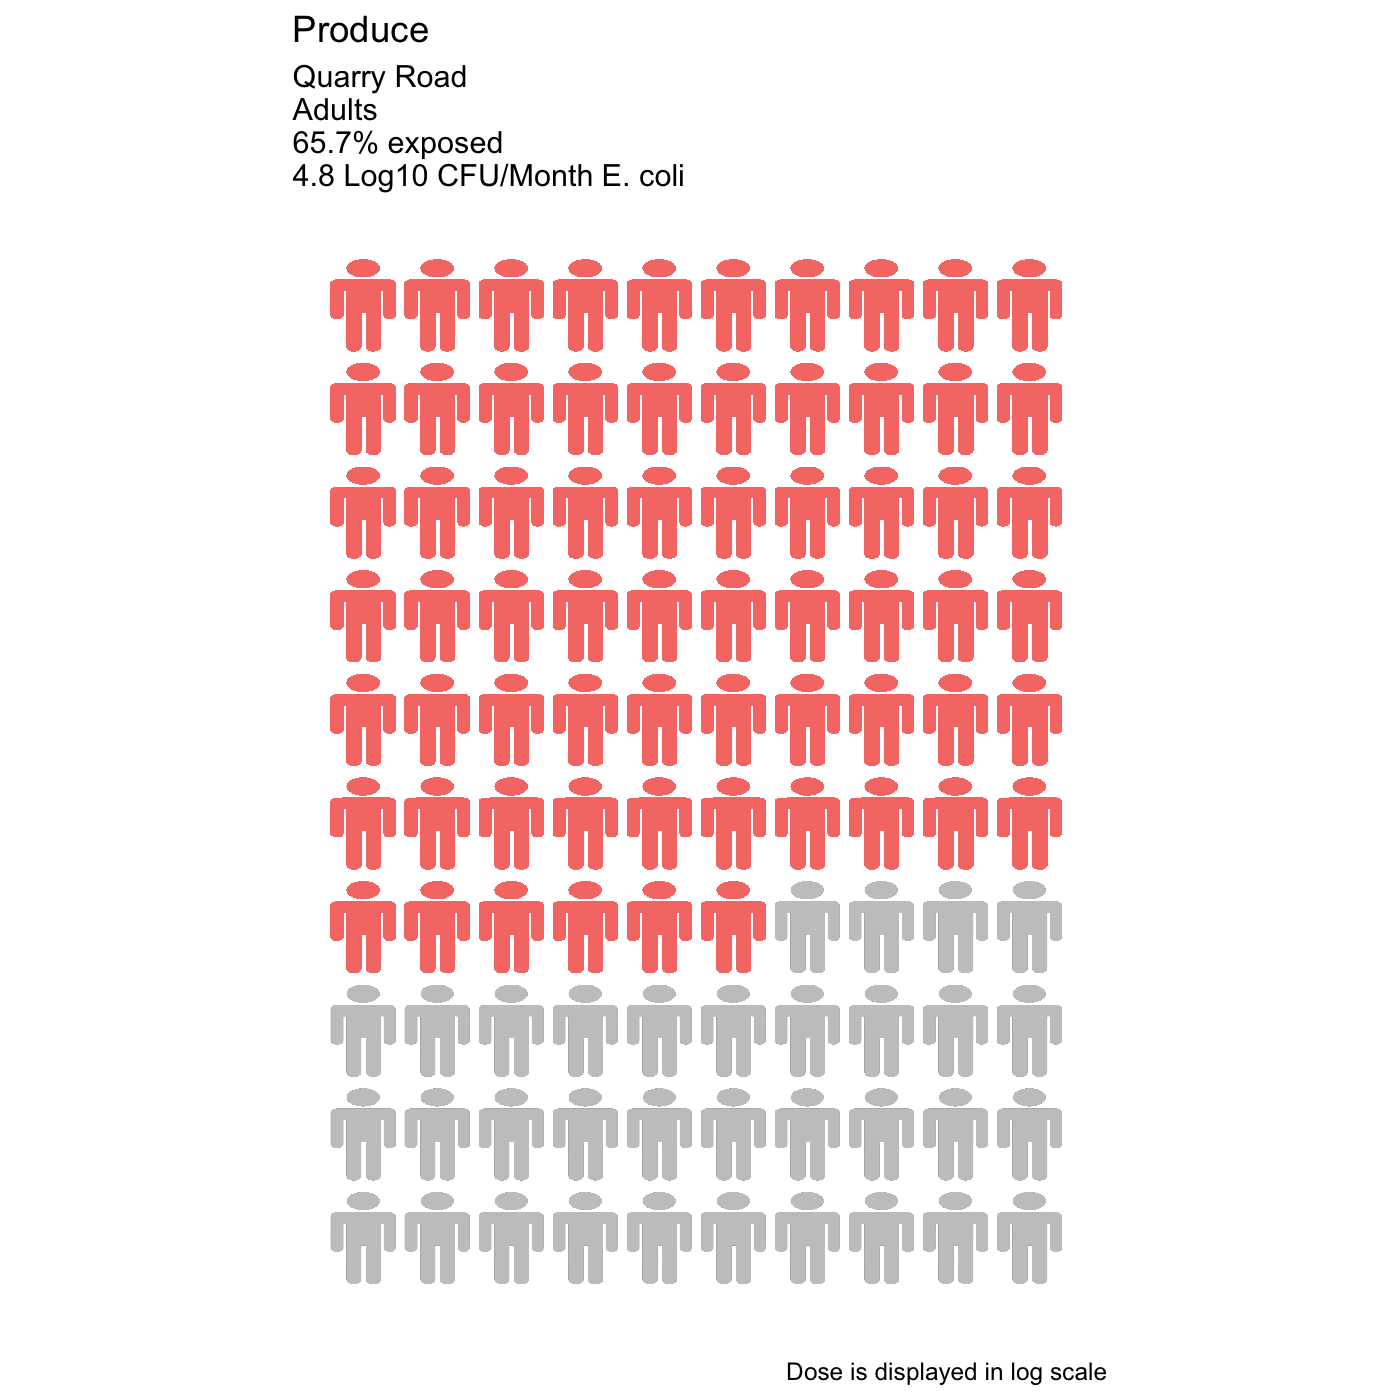 Produce
Quarry Road
Adults
65.7% exposed
4.8 Log10 CFU/Month E. coli
Dose is displayed in log scale